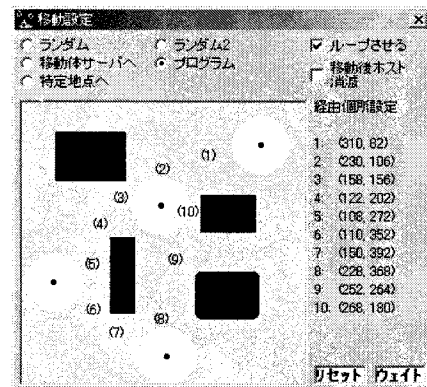 移動設定
ランダム ランダム2 ループさせる
移動体サーバへ プログラム 移動後ホスト
消滅
特定地点へ
経由個所設定
1: (310, 82)
2: (230, 106)
3: (158, 156)
4: (122, 202)
5: (108, 272)
6: (110, 352)
7: (150, 392)
8: (228, 368)
9: (252, 264)
10: (268, 180)
(1)
(2)
(3)
(10)
(4)
(9)
(5)
(6)
(8)
(7)
リセット ウェイト